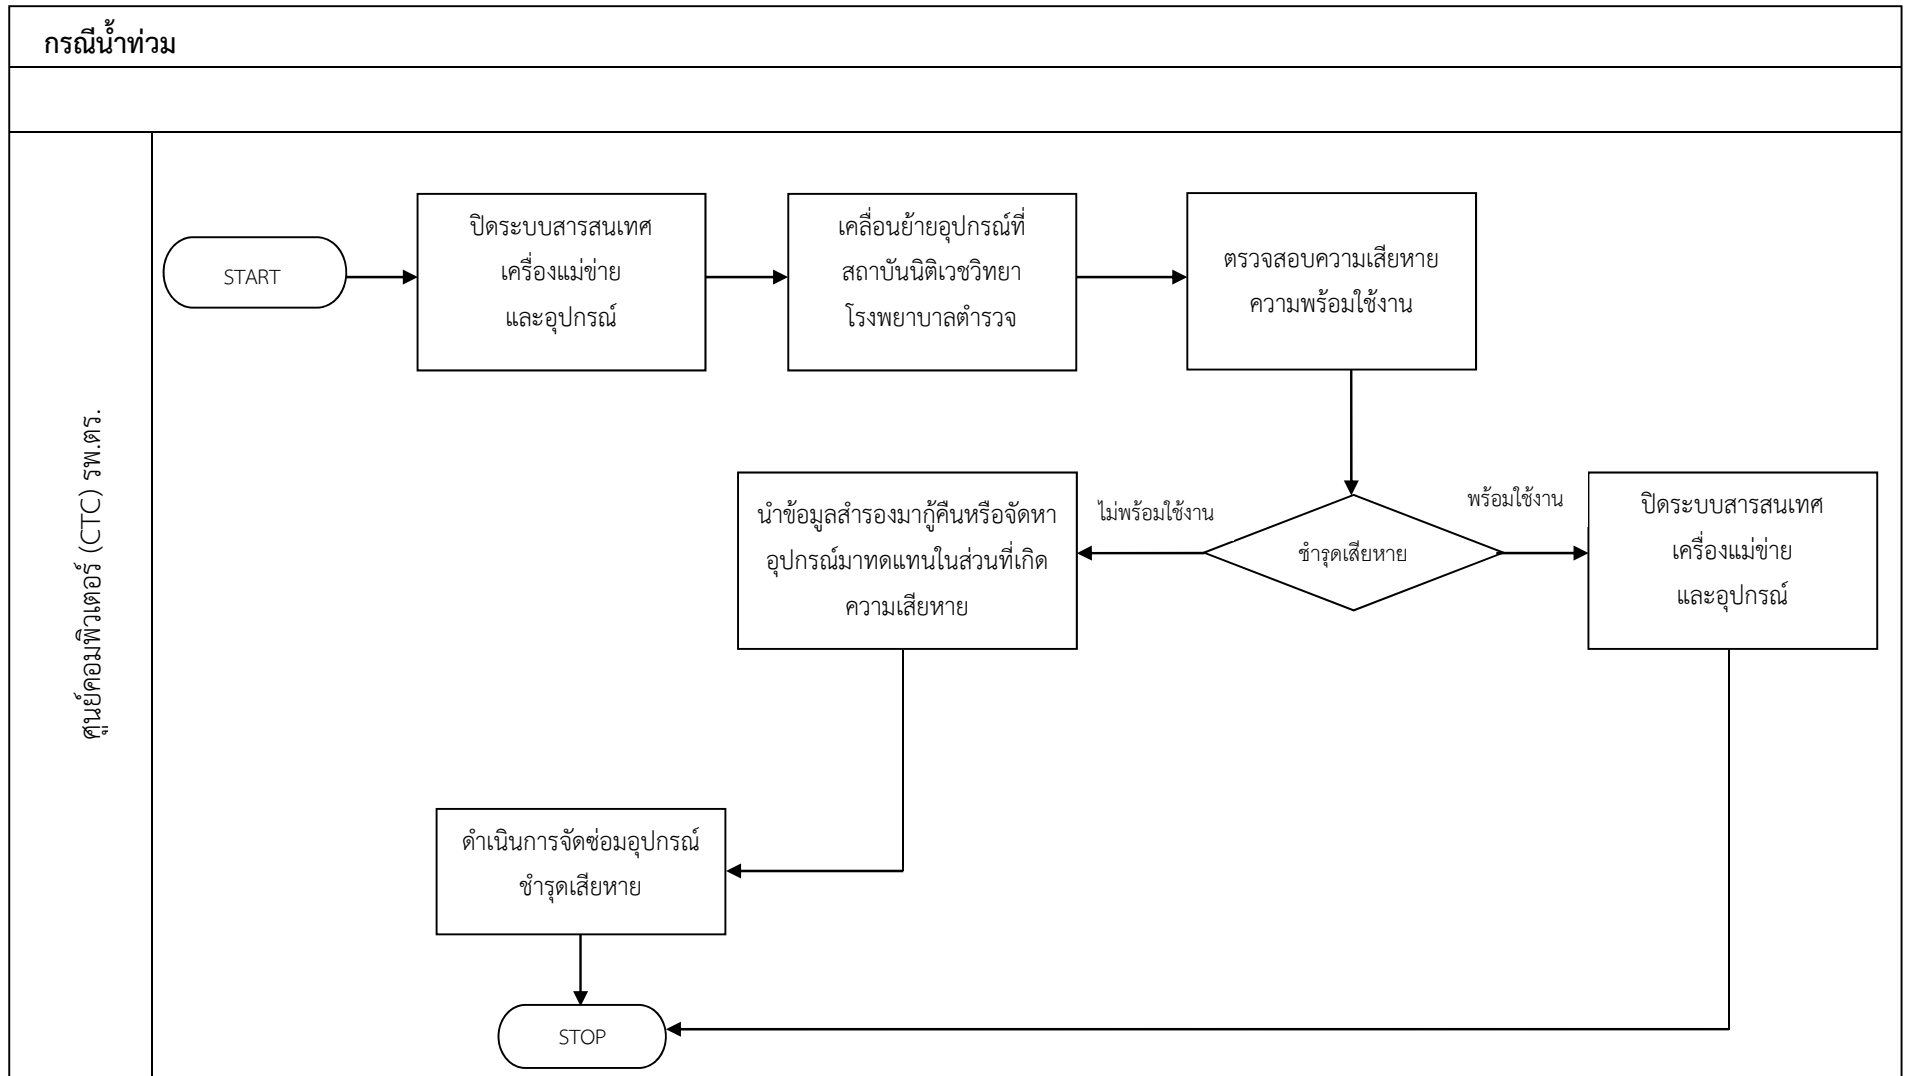 กรณีน้ำท่วม
ศูนย์คอมพิวเตอร์ (CTC) รพ.ตร.
START
ปิดระบบสารสนเทศ
เครื่องแม่ข่าย
และอุปกรณ์
เคลื่อนย้ายอุปกรณ์ที่
สถาบันนิติเวชวิทยา
โรงพยาบาลตำรวจ
ตรวจสอบความเสียหาย
ความพร้อมใช้งาน
ชำรุดเสียหาย
ไม่พร้อมใช้งาน
พร้อมใช้งาน
นำข้อมูลสำรองมากู้คืนหรือจัดหา
อุปกรณ์มาทดแทนในส่วนที่เกิด
ความเสียหาย
ปิดระบบสารสนเทศ
เครื่องแม่ข่าย
และอุปกรณ์
ดำเนินการจัดซ่อมอุปกรณ์
ชำรุดเสียหาย
STOP